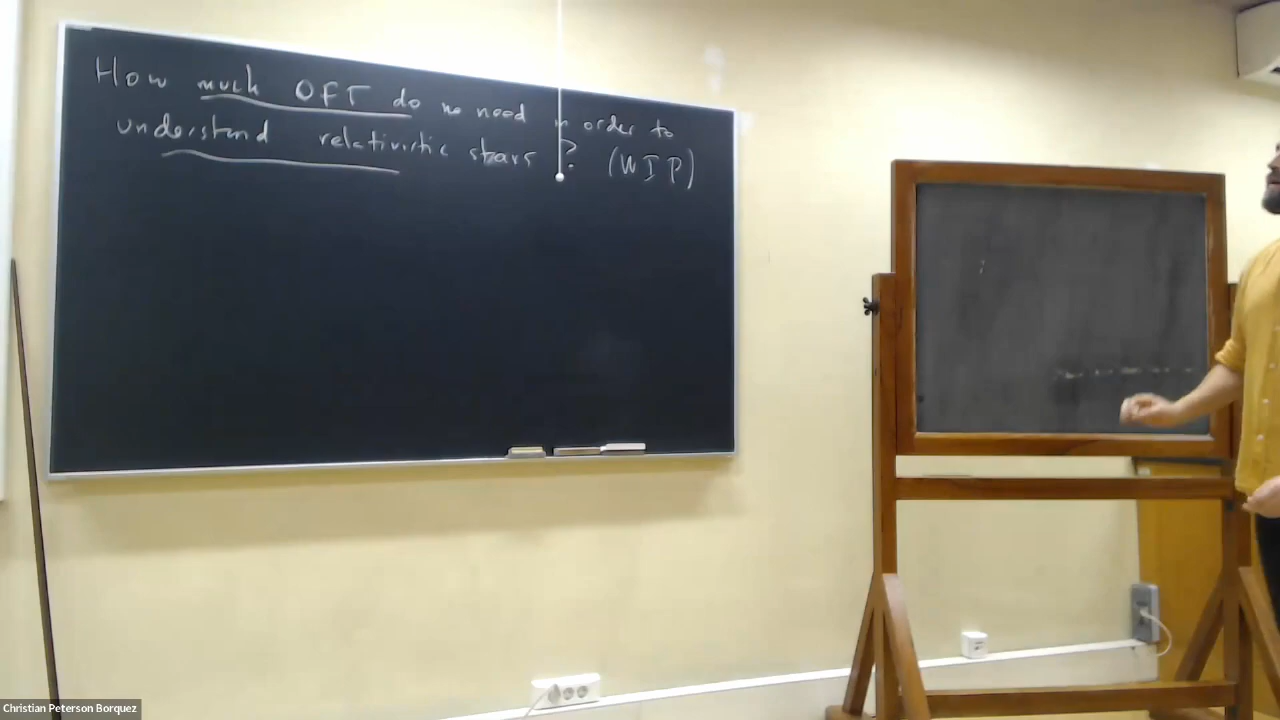 How much QFT do we need in order to
understand relativistic stars ? (WIP)
Christian Peterson Borquez